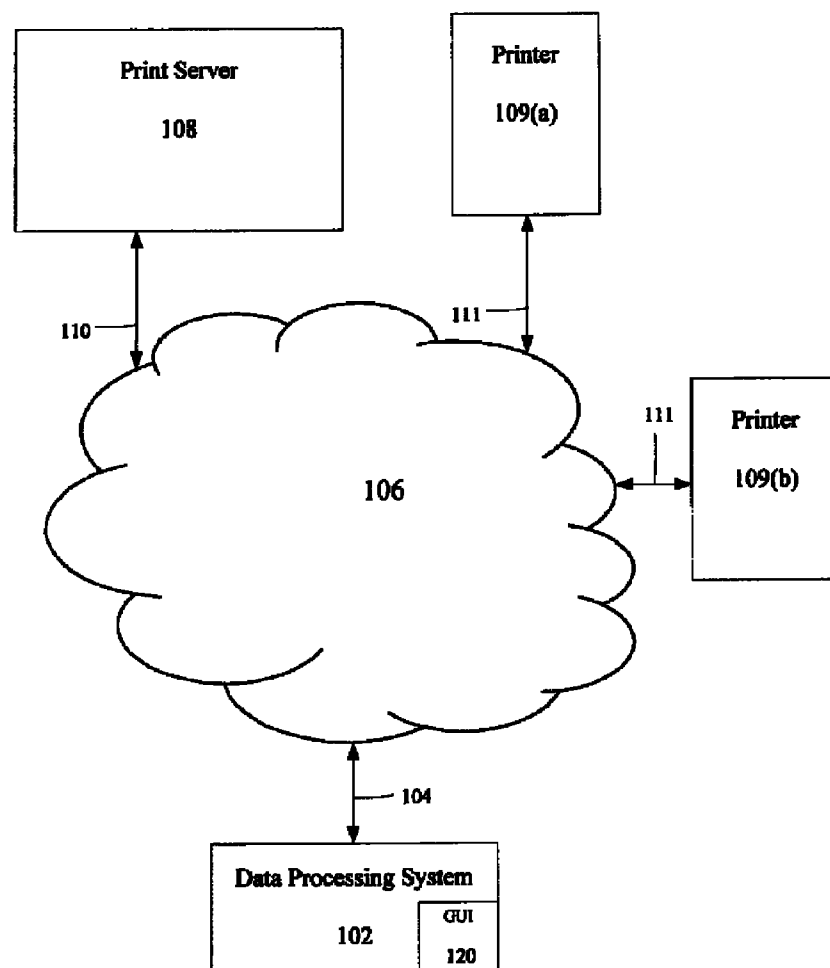 Print Server
108
Printer
109(a)
110
111
111
Printer
109(b)
106
104
Data Processing System
102
GUI
120